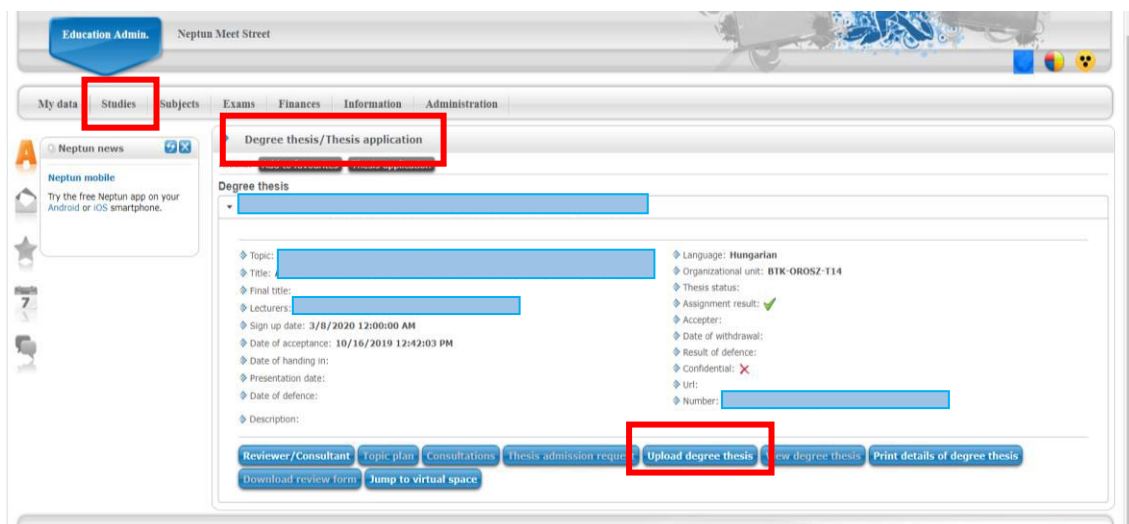 Education Admin. Neptun Meet Street
My data Studies Subjects Exams Finances Information Administration
Neptun news
Neptun mobile
Try the free Neptun app on your
Android or iOS smartphone.
7
Degree thesis/Thesis application
Degree thesis
Topic:
Title:
Final title:
Lecturers:
Sign up date: 3/8/2020 12:00:00 AM
Date of acceptance: 10/16/2019 12:42:03 PM
Date of handing in:
Presentation date:
Date of defence:
Description:
Language: Hungarian
Organizational unit: BTK-OROSZ-T14
Thesis status:
Assignment result:
Accepter:
Date of withdrawal:
Result of defence:
Confidential:
Url:
Number:
Reviewer/Consultant Topic plan Consultations Thesis admission request Upload degree thesis degree thesis Print details of degree thesis
Download review form Jump to virtual space